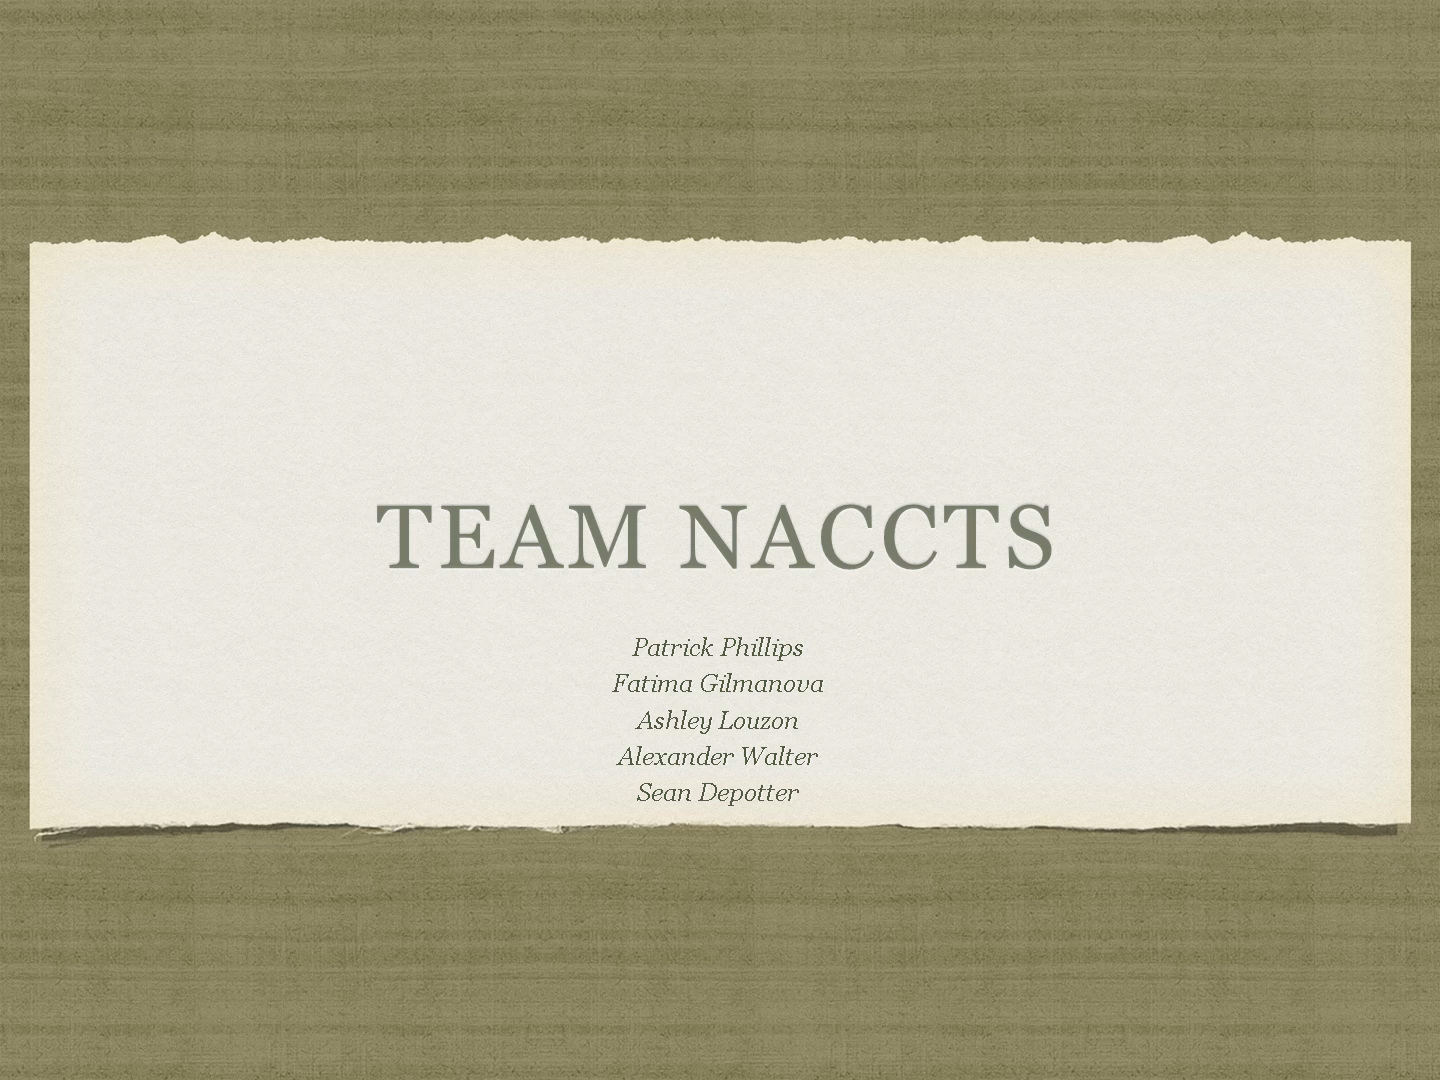 TEAM NACCTS
Patrick Phillips
Fatima Gilmanova
Ashley Louzon
Alexander Walter
Sean Depotter